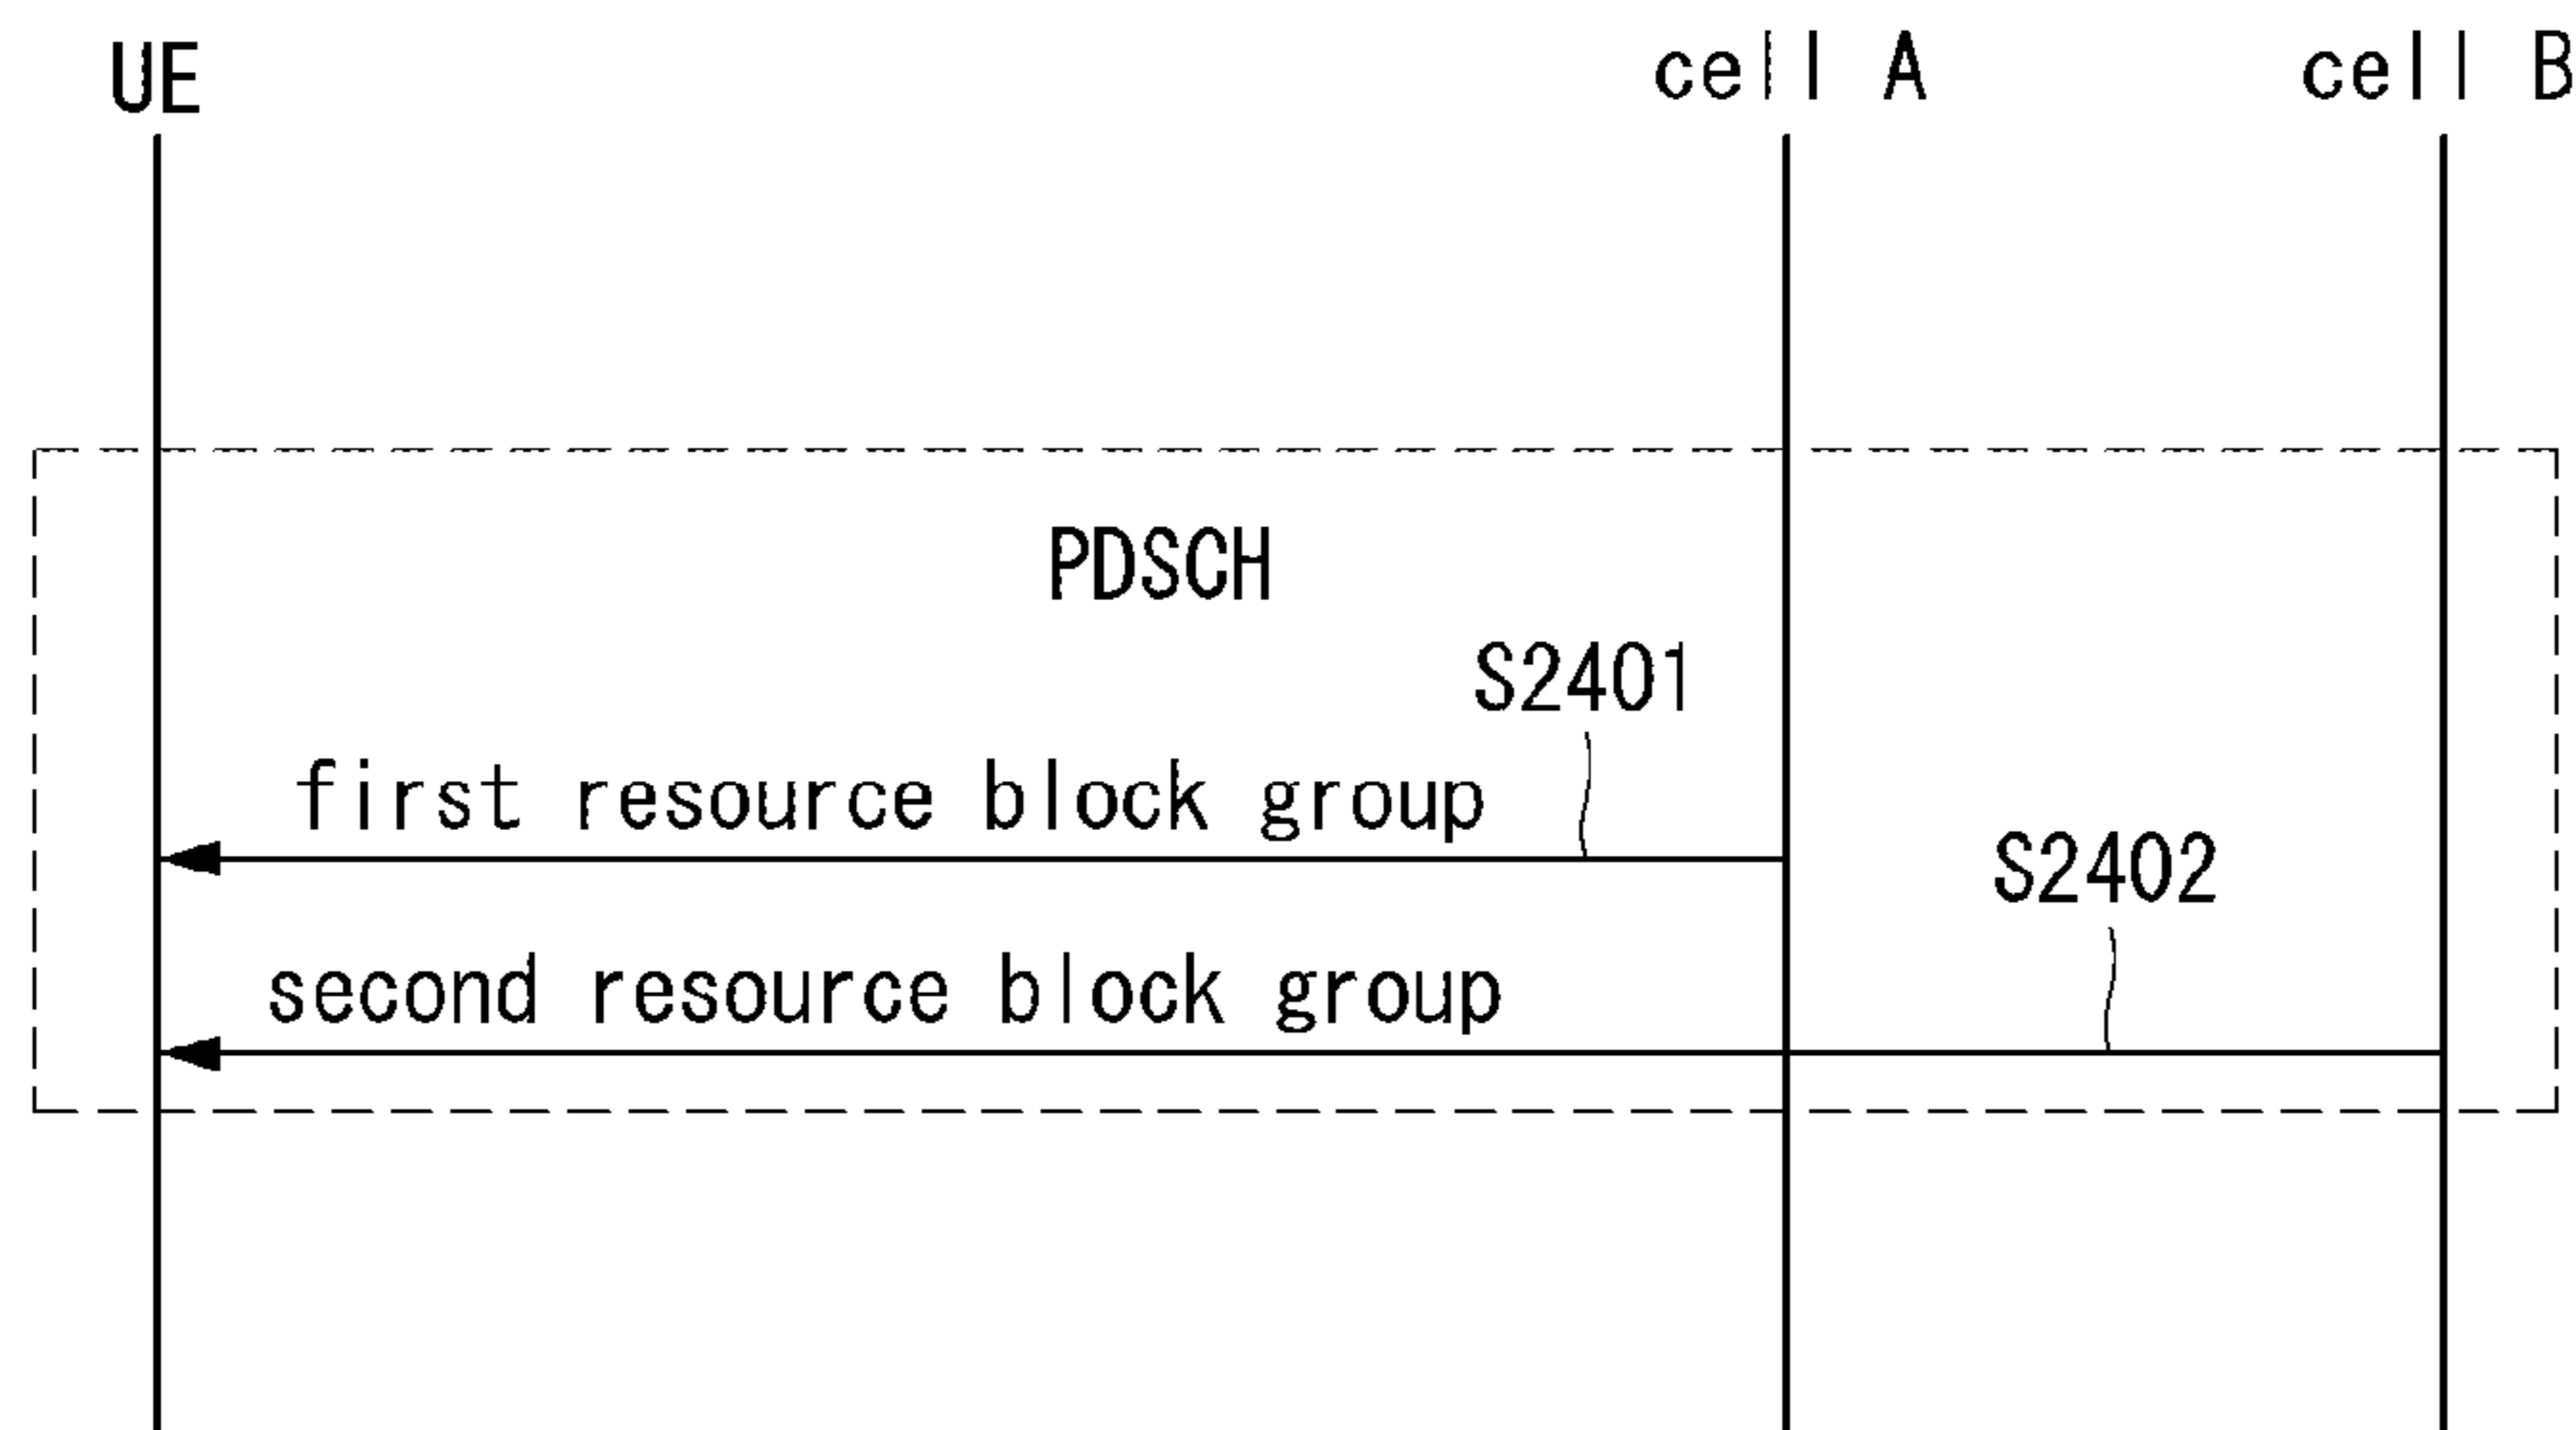 UE cell A cell B
PDSCH
S2401
first resource block group
S2402
second resource block group